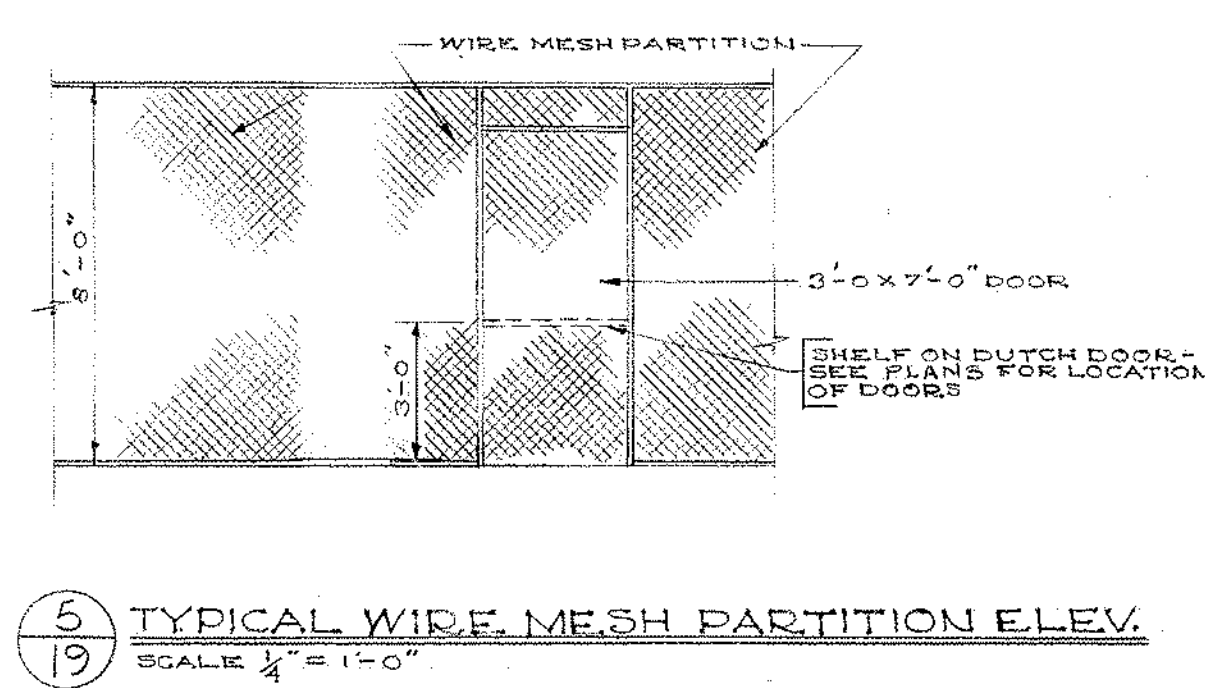 WIRE MESH PARTITION
8'-0"
3'-0 X 7'-0" DOOR
3'-0"
SHELF ON DUTCH DOOR-
SEE PLANS FOR LOCATION
OF DOORS
5
19
TYPICAL WIRE MESH PARTITION ELEV.
SCALE 1/4" = 1'-0"